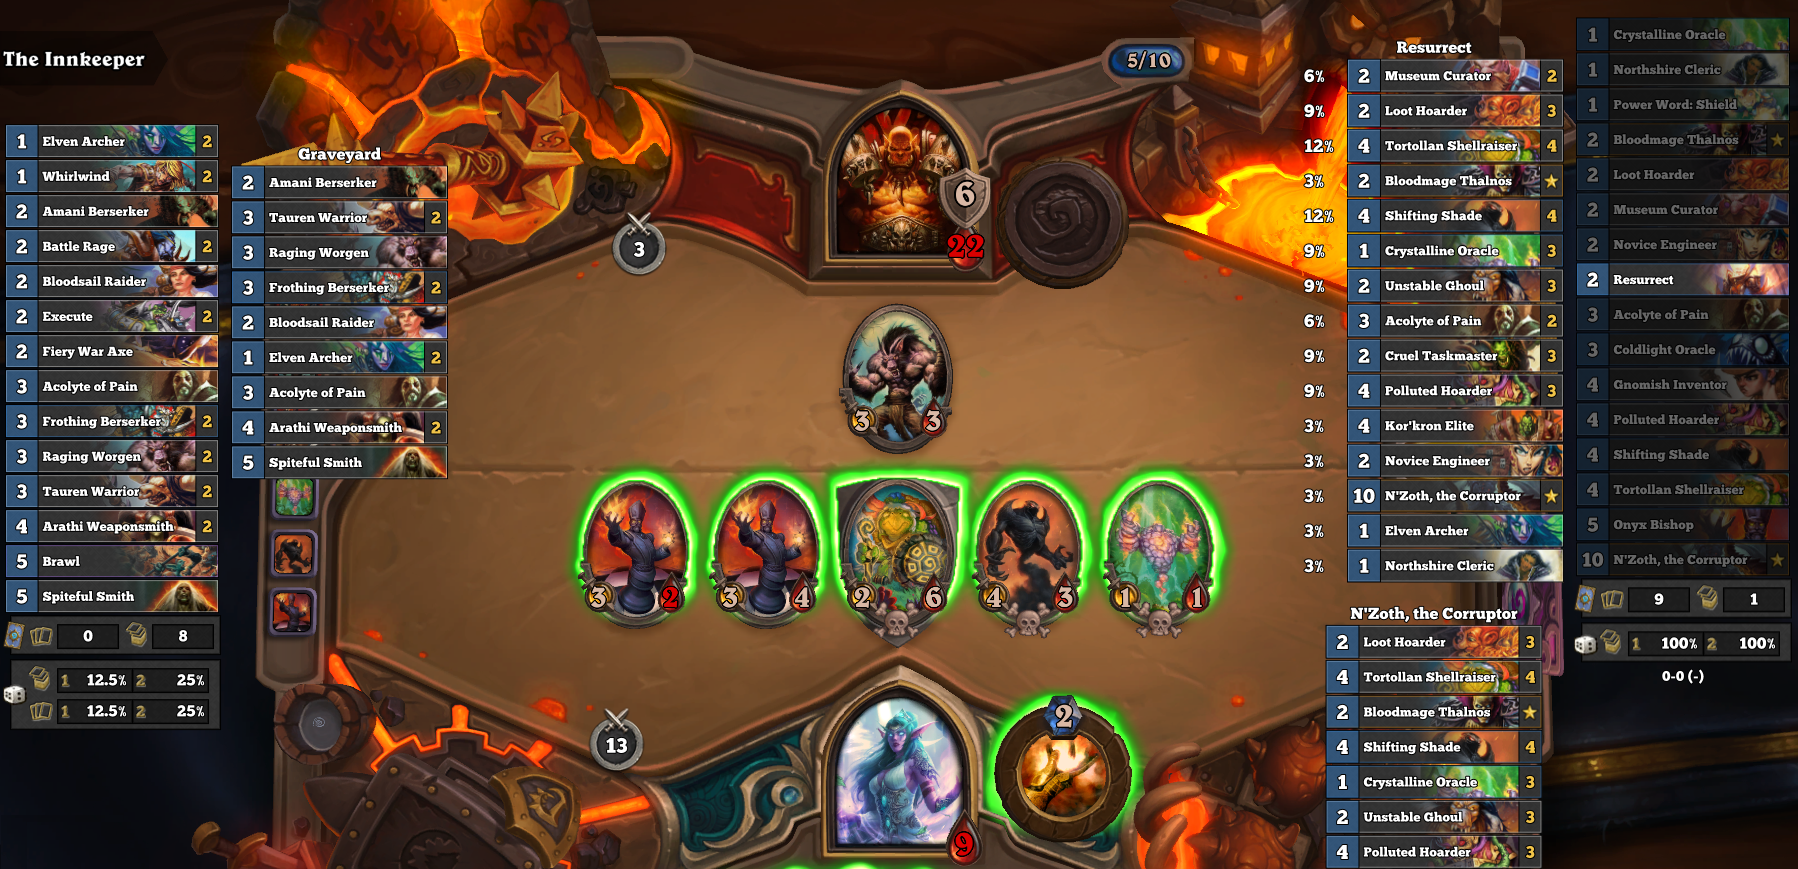 The Innkeeper
1 Elven Archer 2
1 Whirlwind 2
2 Amani Berserker 2
2 Battle Rage 2
2 Bloodsail Raider
2 Execute 2
2 Fiery War Axe
3 Acolyte of Pain
3 Frothing Berserker 2
3 Raging Worgen 2
3 Tauren Warrior 2
4 Arathi Weaponsmith 2
5 Brawl
5 Spiteful Smith
0 8
1 12.5% 2 25%
1 12.5% 2 25%
Graveyard
2 Amani Berserker
3 Tauren Warrior 2
3 Raging Worgen
3 Frothing Berserker 2
2 Bloodsail Raider
1 Elven Archer 2
3 Acolyte of Pain
4 Arathi Weaponsmith 2
5 Spiteful Smith
5/10
6
22
3
3 3
3 2
3 4
2 6
4 3
1 1
13
2
9
Resurrect
6% 2 Museum Curator 2
9% 2 Loot Hoarder 3
12% 4 Tortollan Shellraiser 4
3% 2 Bloodmage Thalnos
12% 4 Shifting Shade 4
9% 1 Crystalline Oracle 3
9% 2 Unstable Ghoul 3
6% 3 Acolyte of Pain 2
9% 2 Cruel Taskmaster 3
9% 4 Polluted Hoarder 3
3% 4 Kor'kron Elite
3% 2 Novice Engineer
3% 10 N'Zoth, the Corruptor
3% 1 Elven Archer
3% 1 Northshire Cleric
N'Zoth, the Corruptor
2 Loot Hoarder 3
4 Tortollan Shellraiser 4
2 Bloodmage Thalnos
4 Shifting Shade 4
1 Crystalline Oracle 3
2 Unstable Ghoul 3
4 Polluted Hoarder 3
1 Crystalline Oracle
1 Northshire Cleric
1 Power Word: Shield
2 Bloodmage Thalnos
2 Loot Hoarder
2 Museum Curator
2 Novice Engineer
2 Resurrect
3 Acolyte of Pain
3 Coldlight Oracle
4 Gnomish Inventor
4 Polluted Hoarder
4 Shifting Shade
4 Tortollan Shellraiser
5 Onyx Bishop
10 N'Zoth, the Corruptor
9 1
1 100% 2 100%
0-0 (-)